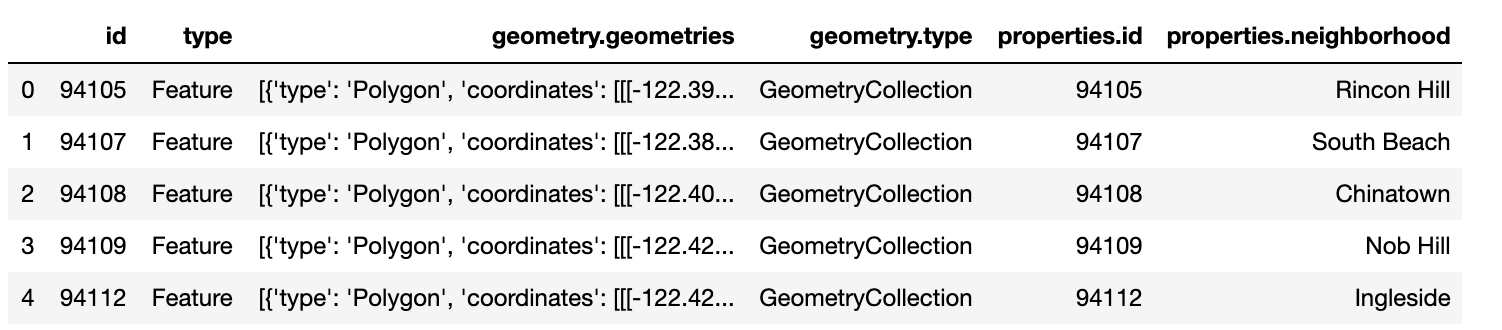 id type geometry.geometries geometry.type properties.id properties.neighborhood
0 94105 Feature [{'type': 'Polygon', 'coordinates': [[[-122.39... GeometryCollection 94105 Rincon Hill
1 94107 Feature [{'type': 'Polygon', 'coordinates': [[[-122.38... GeometryCollection 94107 South Beach
2 94108 Feature [{'type': 'Polygon', 'coordinates': [[[-122.40... GeometryCollection 94108 Chinatown
3 94109 Feature [{'type': 'Polygon', 'coordinates': [[[-122.42... GeometryCollection 94109 Nob Hill
4 94112 Feature [{'type': 'Polygon', 'coordinates': [[[-122.42... GeometryCollection 94112 Ingleside